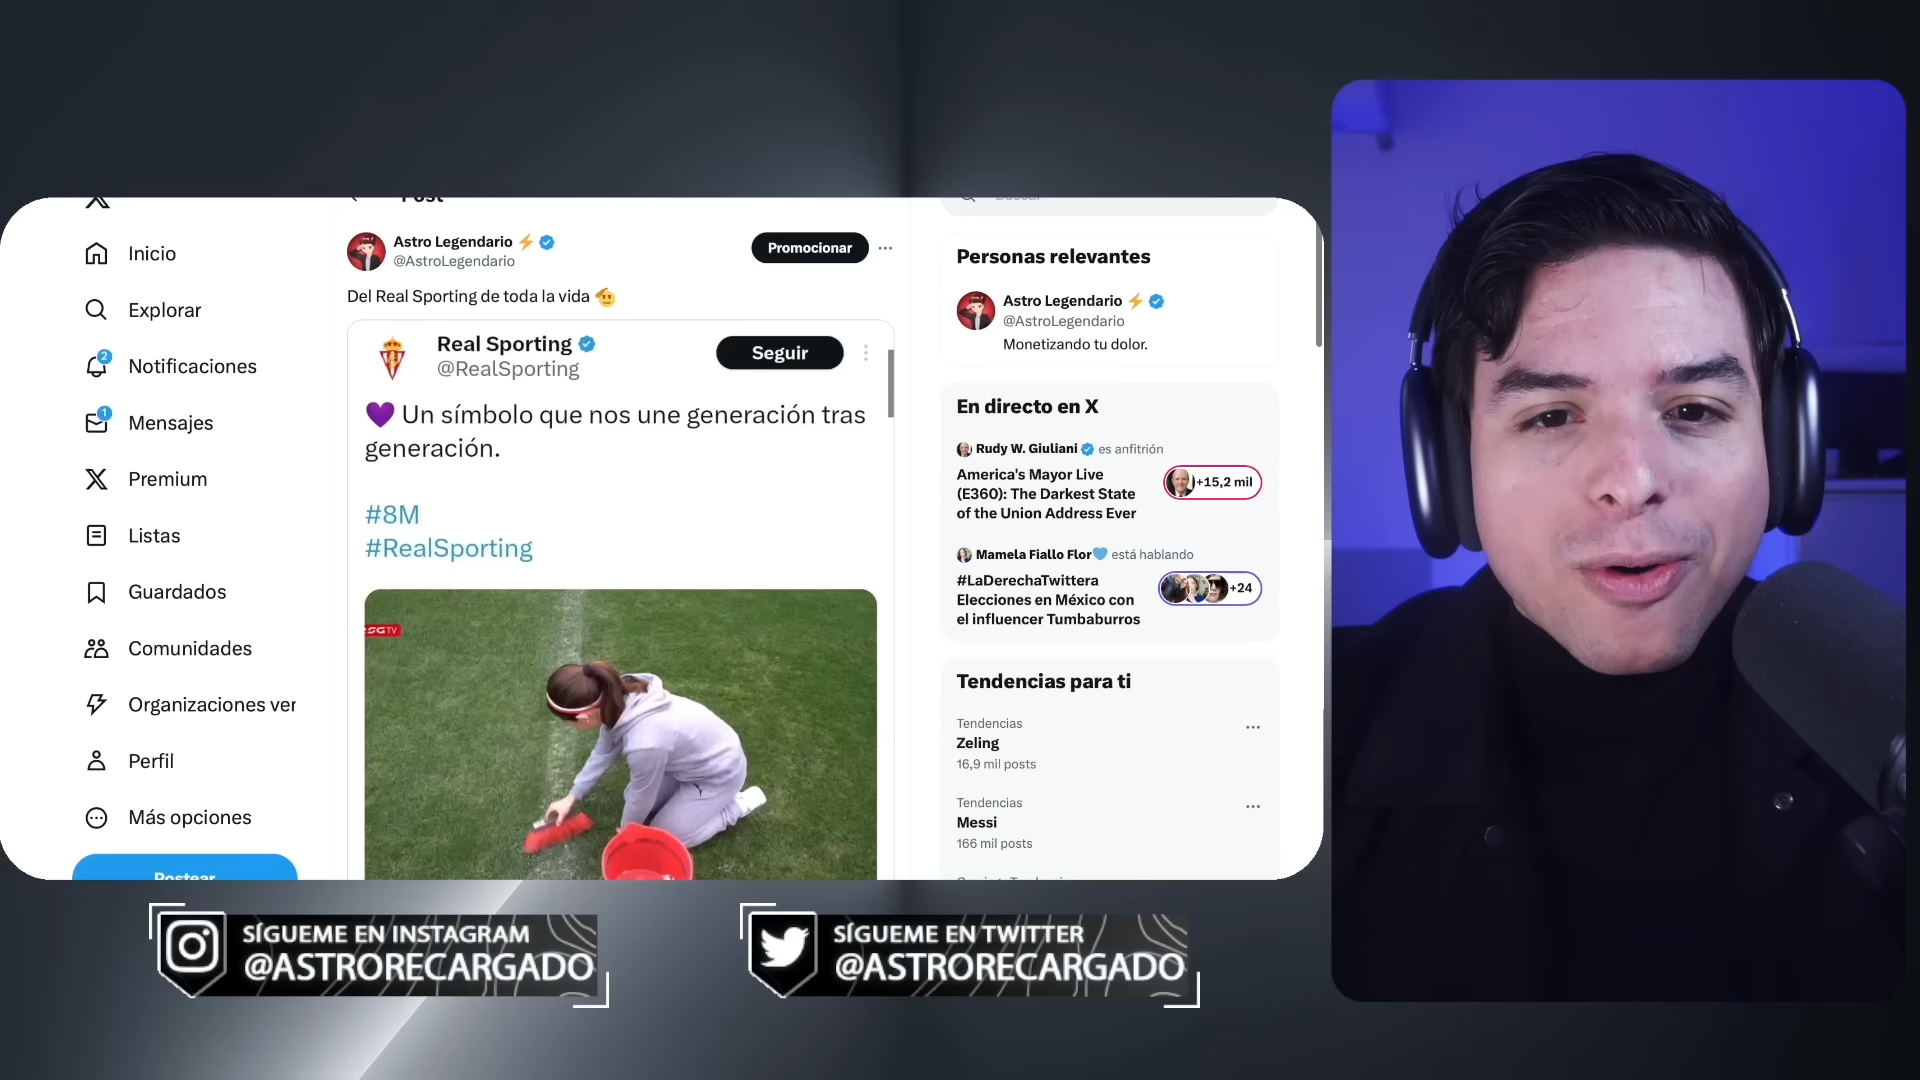 Post
Inicio
Explorar
2
Notificaciones
1
Mensajes
Premium
Listas
Guardados
Comunidades
Organizaciones ver
Perfil
Más opciones
Postear
Astro Legendario
@AstroLegendario
Promocionar
Del Real Sporting de toda la vida
Real Sporting
@RealSporting
Seguir
Un símbolo que nos une generación tras
generación.
#8M
#RealSporting
Buscar
Personas relevantes
Astro Legendario
@AstroLegendario
Monetizando tu dolor.
En directo en X
Rudy W. Giuliani es anfitrión
America's Mayor Live
(E360): The Darkest State
of the Union Address Ever
+15,2 mil
Mamela Fiallo Flor está hablando
#LaDerechaTwittera
Elecciones en México con
el influencer Tumbaburros
+24
Tendencias para ti
Tendencias
Zeling
16,9 mil posts
Tendencias
Messi
166 mil posts
SÍGUEME EN INSTAGRAM
@ASTRORECARGADO
SÍGUEME EN TWITTER
@ASTRORECARGADO